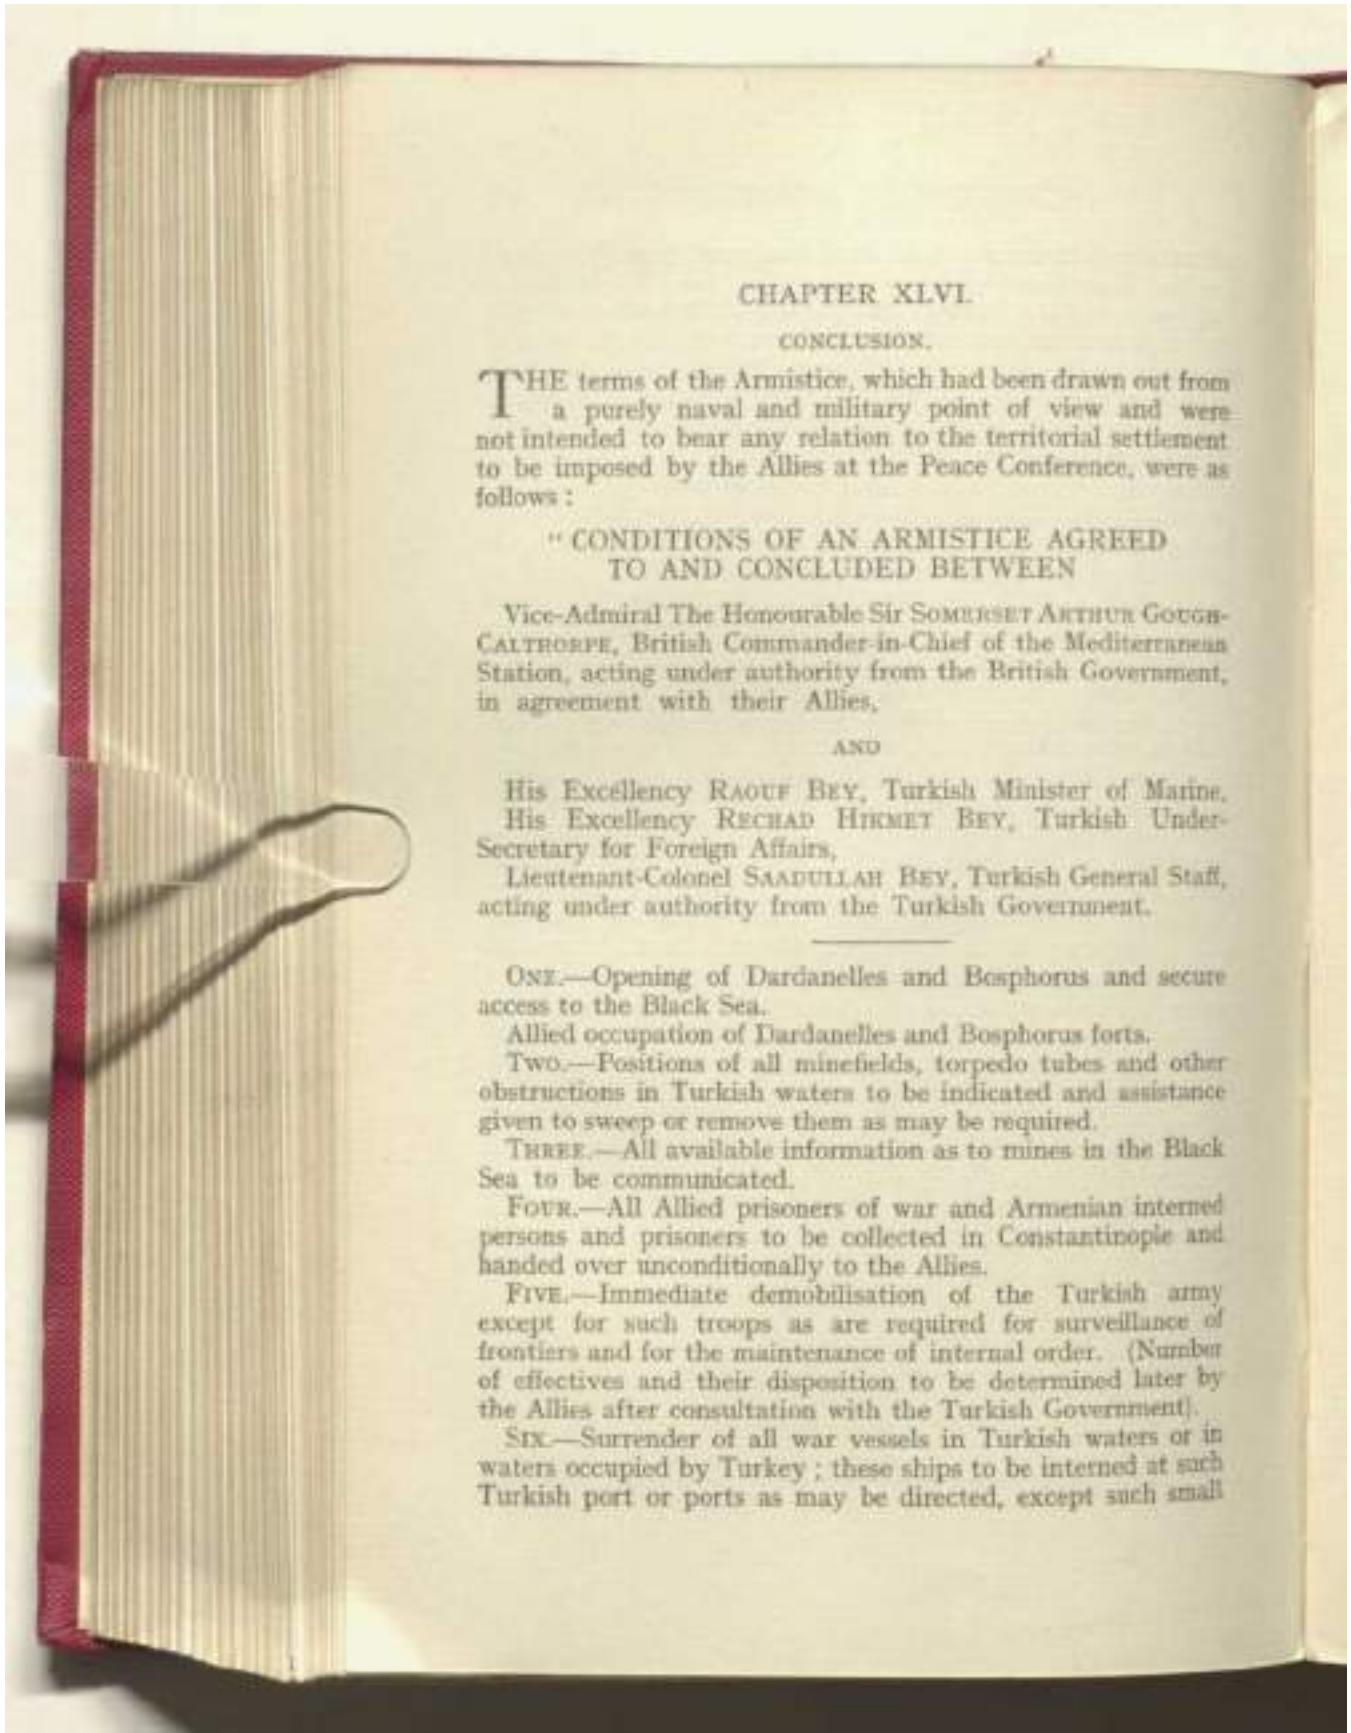 CHAPTER XLVI.
CONCLUSION.
THE terms of the Armistice, which had been drawn out from
a purely naval and military point of view and were
not intended to bear any relation to the territorial settlement
to be imposed by the Allies at the Peace Conference, were as
follows :
" CONDITIONS OF AN ARMISTICE AGREED
TO AND CONCLUDED BETWEEN
Vice-Admiral The Honourable Sir SOMERSET ARTHUR GOUGH-
CALTHORPE, British Commander-in-Chief of the Mediterranean
Station, acting under authority from the British Government,
in agreement with their Allies,
AND
His Excellency RAOUF BEY, Turkish Minister of Marine,
His Excellency RECHAD HIKMET BEY, Turkish Under-
Secretary for Foreign Affairs,
Lieutenant-Colonel SAADULLAH BEY, Turkish General Staff,
acting under authority from the Turkish Government.
ONE.—Opening of Dardanelles and Bosphorus and secure
access to the Black Sea.
Allied occupation of Dardanelles and Bosphorus forts.
TWO.—Positions of all minefields, torpedo tubes and other
obstructions in Turkish waters to be indicated and assistance
given to sweep or remove them as may be required.
THREE.—All available information as to mines in the Black
Sea to be communicated.
FOUR.—All Allied prisoners of war and Armenian interned
persons and prisoners to be collected in Constantinople and
handed over unconditionally to the Allies.
FIVE.—Immediate demobilisation of the Turkish army
except for such troops as are required for surveillance of
frontiers and for the maintenance of internal order. (Number
of effectives and their disposition to be determined later by
the Allies after consultation with the Turkish Government).
SIX.—Surrender of all war vessels in Turkish waters or in
waters occupied by Turkey ; these ships to be interned at such
Turkish port or ports as may be directed, except such small